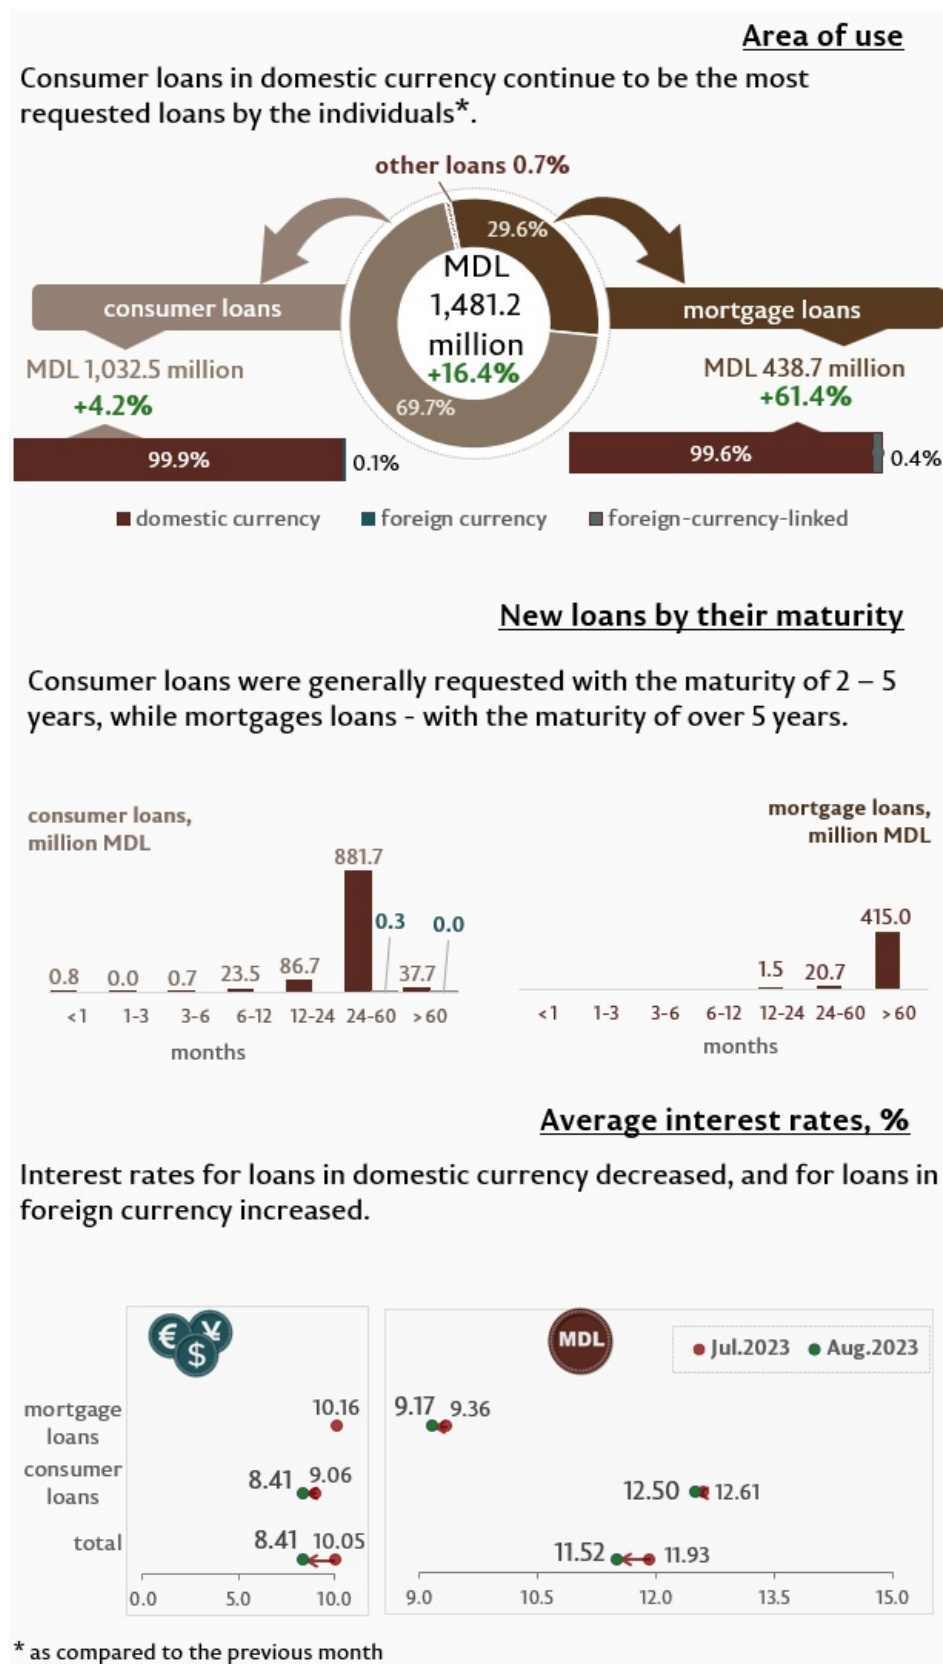 Area of use
Consumer loans in domestic currency continue to be the most
requested loans by the individuals*.
other loans 0.7%
29.6%
MDL
1,481.2
million
+16.4%
69.7%
consumer loans
MDL 1,032.5 million
+4.2%
99.9%
0.1%
mortgage loans
MDL 438.7 million
+61.4%
99.6%
0.4%
domestic currency
foreign currency
foreign-currency-linked
New loans by their maturity
Consumer loans were generally requested with the maturity of 2 – 5
years, while mortgages loans - with the maturity of over 5 years.
consumer loans,
million MDL
881.7
0.3
0.0
0.8 0.0 0.7 23.5 86.7 37.7
<1 1-3 3-6 6-12 12-24 24-60 >60
months
mortgage loans,
million MDL
415.0
1.5 20.7
<1 1-3 3-6 6-12 12-24 24-60 >60
months
Average interest rates, %
Interest rates for loans in domestic currency decreased, and for loans in
foreign currency increased.
€ ¥
$
MDL
Jul.2023 Aug.2023
mortgage
loans
10.16
9.17 9.36
consumer
loans
8.41 9.06
12.50 12.61
total
8.41 10.05
11.52 11.93
0.0 5.0 10.0
9.0 10.5 12.0 13.5 15.0
* as compared to the previous month